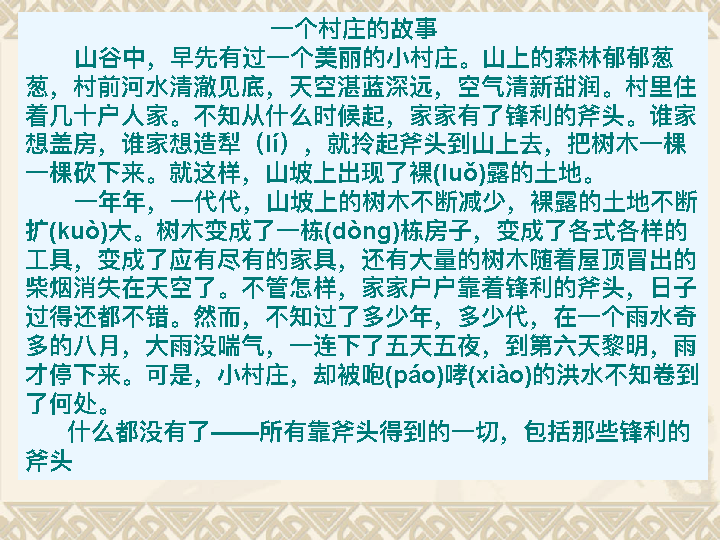 一个村庄的故事
山谷中，早先有过一个美丽的小村庄。山上的森林郁郁葱
葱，村前河水清澈见底，天空湛蓝深远，空气清新甜润。村里住
着几十户人家。不知从什么时候起，家家有了锋利的斧头。谁家
想盖房，谁家想造犁（lí），就拎起斧头到山上去，把树木一棵
一棵砍下来。就这样，山坡上出现了裸(luǒ)露的土地。
一年年，一代代，山坡上的树木不断减少，裸露的土地不断
扩(kuò)大。树木变成了一栋(dòng)栋房子，变成了各式各样的
工具，变成了应有尽有的家具，还有大量的树木随着屋顶冒出的
柴烟消失在天空了。不管怎样，家家户户靠着锋利的斧头，日子
过得还都不错。然而，不知过了多少年，多少代，在一个雨水奇
多的八月，大雨没喘气，一连下了五天五夜，到第六天黎明，雨
才停下来。可是，小村庄，却被咆(páo)哮(xiào)的洪水不知卷到
了何处。
什么都没有了——所有靠斧头得到的一切，包括那些锋利的
斧头